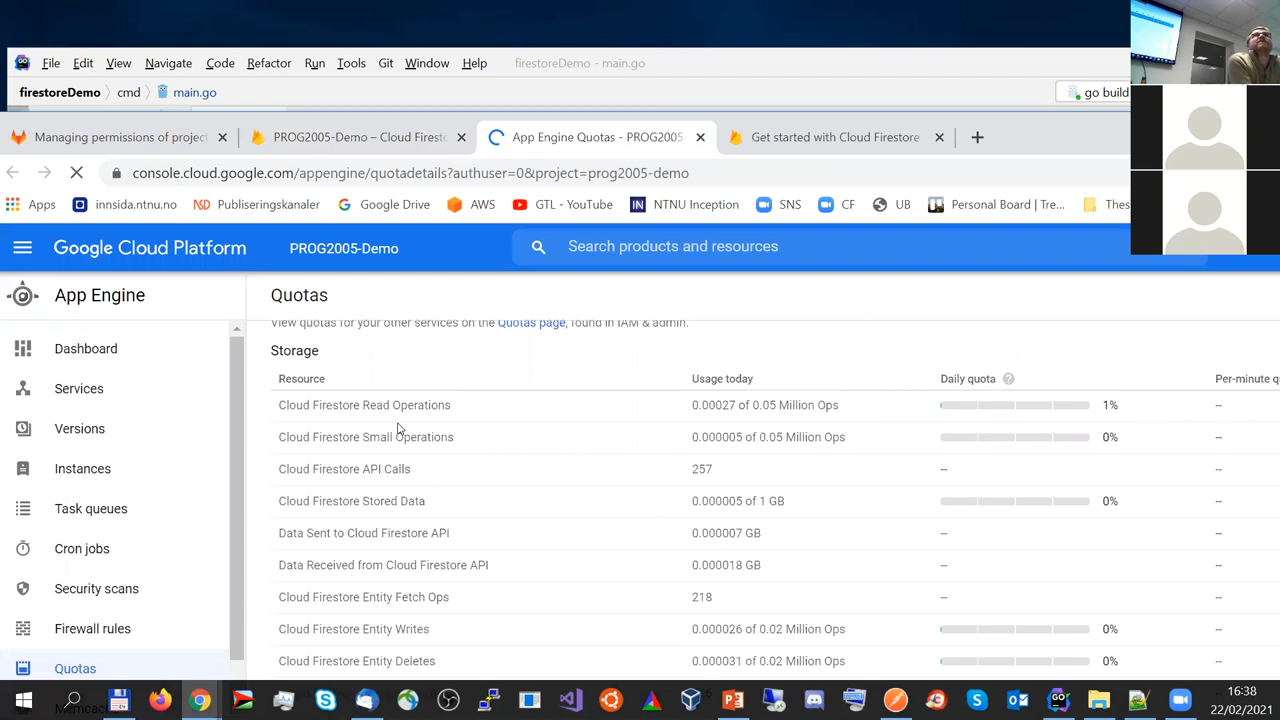 File Edit View Navigate Code Refactor Run Tools Git Window Help firestoreDemo - main.go
firestoreDemo cmd main.go go build
Managing permissions of project PROG2005-Demo – Cloud Fireste App Engine Quotas - PROG2005- Get started with Cloud Firestore
console.cloud.google.com/appengine/quotadetails?authuser=0&project=prog2005-demo
Apps innsida.ntnu.no Publiseringskanaler Google Drive AWS GTL - YouTube NTNU Inception SNS CF UB Personal Board | Tre... Thes
Google Cloud Platform PROG2005-Demo Search products and resources
App Engine Quotas
View quotas for your other services on the Quotas page, found in IAM & admin.
Storage
Dashboard
Services
Versions
Instances
Task queues
Cron jobs
Security scans
Firewall rules
Quotas
Resource Usage today Daily quota Per-minute q
Cloud Firestore Read Operations 0.00027 of 0.05 Million Ops 1% --
Cloud Firestore Small Operations 0.000005 of 0.05 Million Ops 0% --
Cloud Firestore API Calls 257 -- --
Cloud Firestore Stored Data 0.000005 of 1 GB 0% --
Data Sent to Cloud Firestore API 0.000007 GB -- --
Data Received from Cloud Firestore API 0.000018 GB -- --
Cloud Firestore Entity Fetch Ops 218 -- --
Cloud Firestore Entity Writes 0.000026 of 0.02 Million Ops 0% --
Cloud Firestore Entity Deletes 0.000031 of 0.02 Million Ops 0% --
16:38
22/02/2021